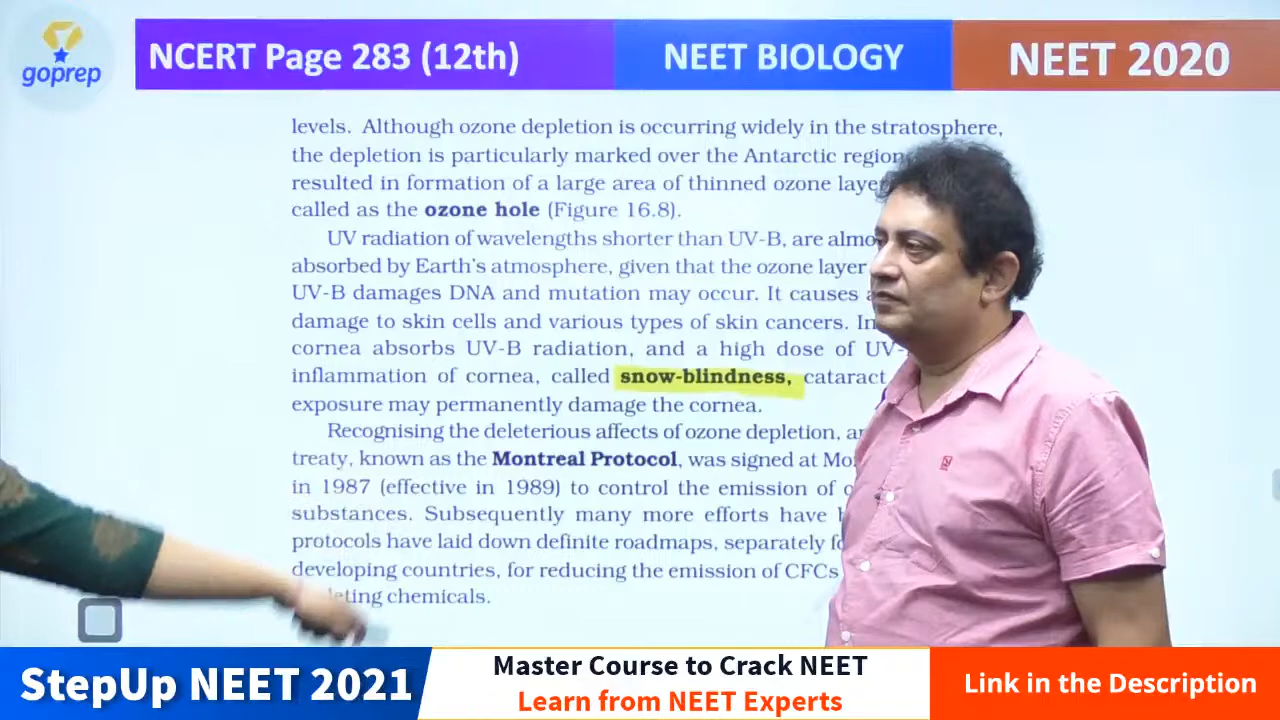 goprep
NCERT Page 283 (12th)
NEET BIOLOGY
NEET 2020
levels. Although ozone depletion is occurring widely in the stratosphere,
the depletion is particularly marked over the Antarctic region
resulted in formation of a large area of thinned ozone layer
called as the ozone hole (Figure 16.8).
UV radiation of wavelengths shorter than UV-B, are
absorbed by Earth's atmosphere, given that the ozone layer
UV-B damages DNA and mutation may occur. It causes
damage to skin cells and various types of skin cancers. In
cornea absorbs UV-B radiation, and a high dose of
inflammation of cornea, called snow-blindness, cataract
exposure may permanently damage the cornea.
Recognising the deleterious affects of ozone depletion,
treaty, known as the Montreal Protocol, was signed at
in 1987 (effective in 1989) to control the emission of
substances. Subsequently many more efforts have
protocols have laid down definite roadmaps, separately
developing countries, for reducing the emission of CFCs
chemicals.
StepUp NEET 2021
Master Course to Crack NEET
Learn from NEET Experts
Link in the Description